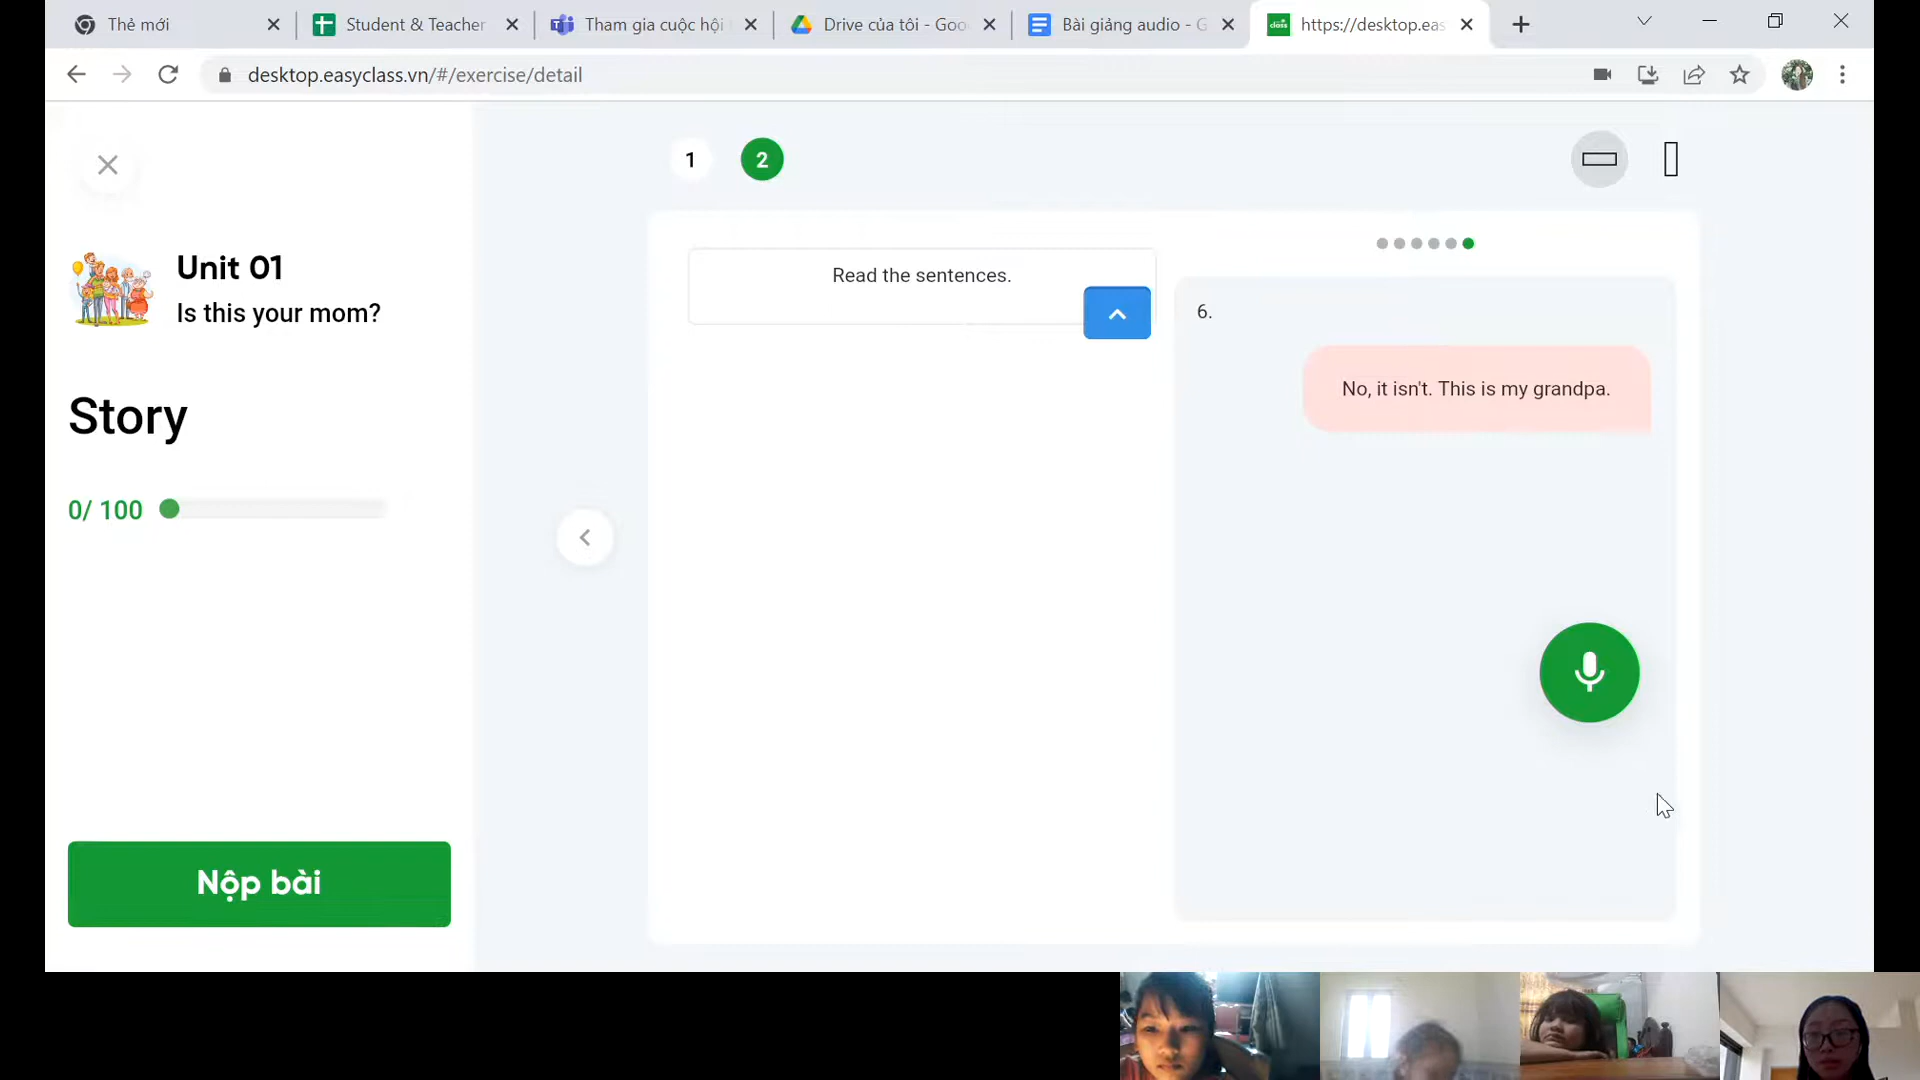 Thẻ mới
Student & Teacher
Tham gia cuộc hội
Drive của tôi - Goo
Bài giảng audio - G
class
https://desktop.eas
desktop.easyclass.vn/#/exercise/detail
1
2
Unit 01
Is this your mom?
Story
0/ 100
Nộp bài
Read the sentences.
6.
No, it isn't. This is my grandpa.